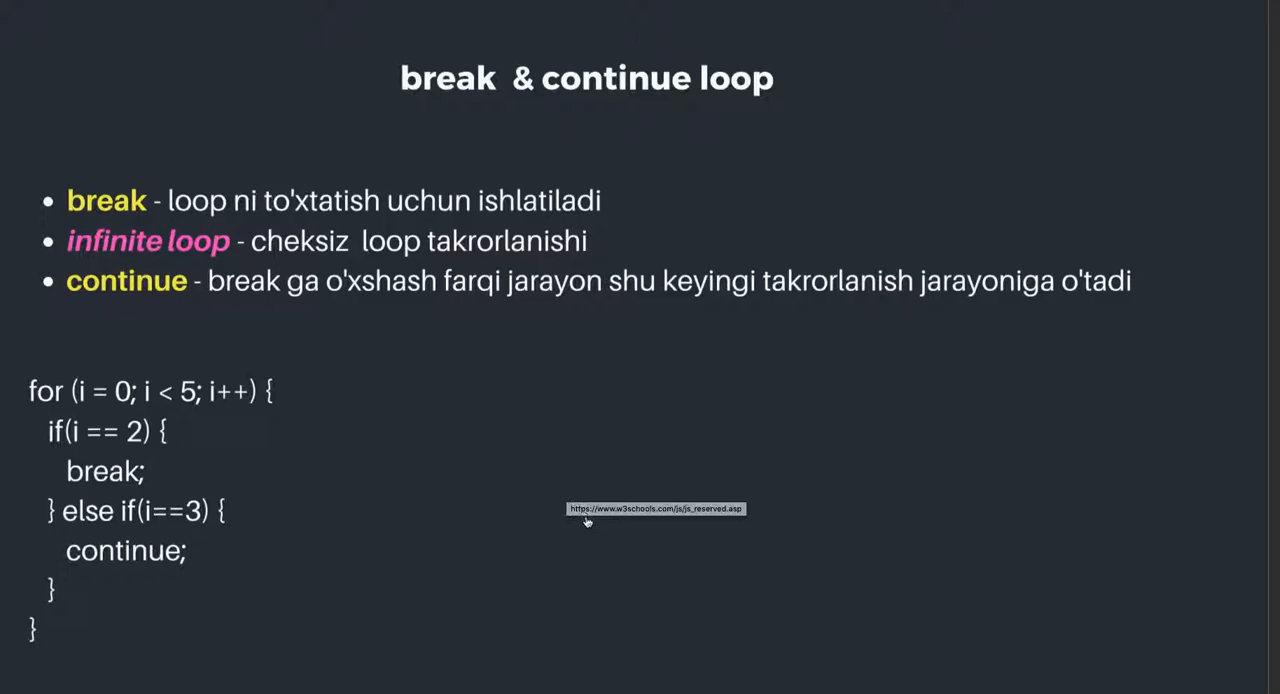 break & continue loop
break - loop ni to'xtatish uchun ishlatiladi
infinite loop - cheksiz loop takrorlanishi
continue - break ga o'xshash farqi jarayon shu keyingi takrorlanish jarayoniga o'tadi
for (i = 0; i < 5; i++) {
if(i == 2) {
break;
} else if(i==3) {
https://www.w3schools.com/js/js_reserved.asp
continue;
}
}